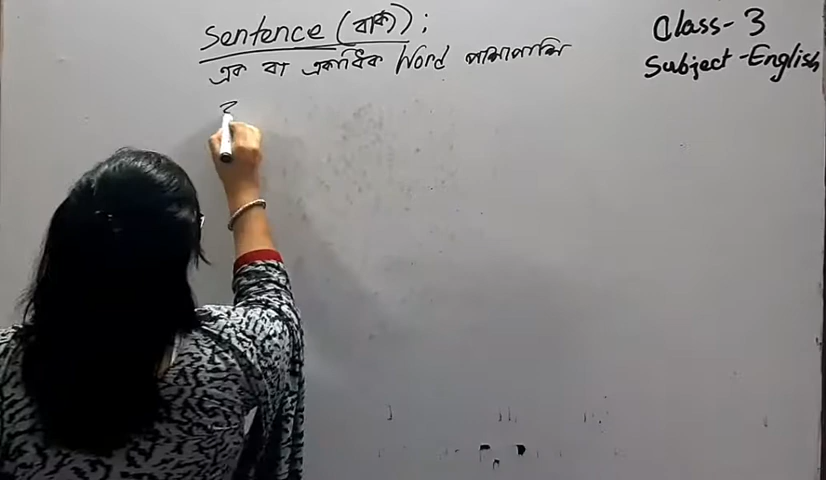 Sentence (বাক্য) :
এক বা একাধিক Word পাশাপাশি
Class- 3
Subject -English